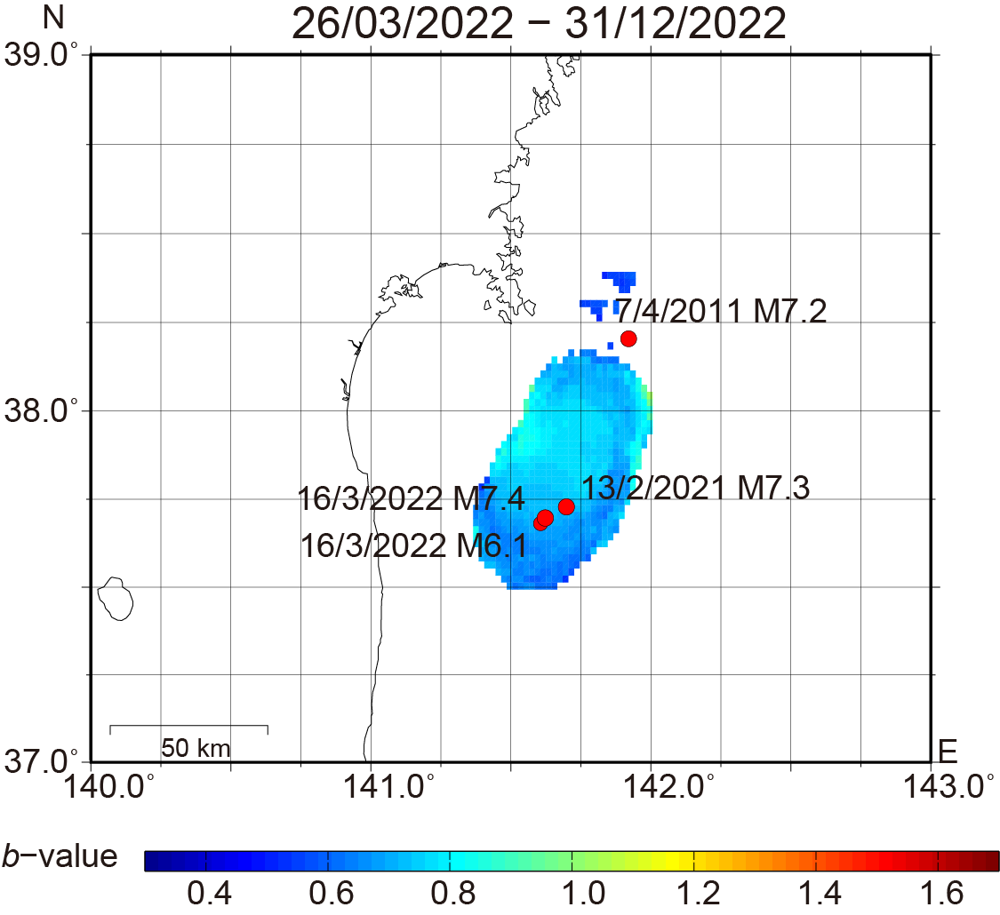 26/03/2022 − 31/12/2022
N
39.0°
7/4/2011 M7.2
38.0°
13/2/2021 M7.3
16/3/2022 M7.4
16/3/2022 M6.1
50 km
37.0°
E
140.0° 141.0° 142.0° 143.0°
b−value
0.4 0.6 0.8 1.0 1.2 1.4 1.6